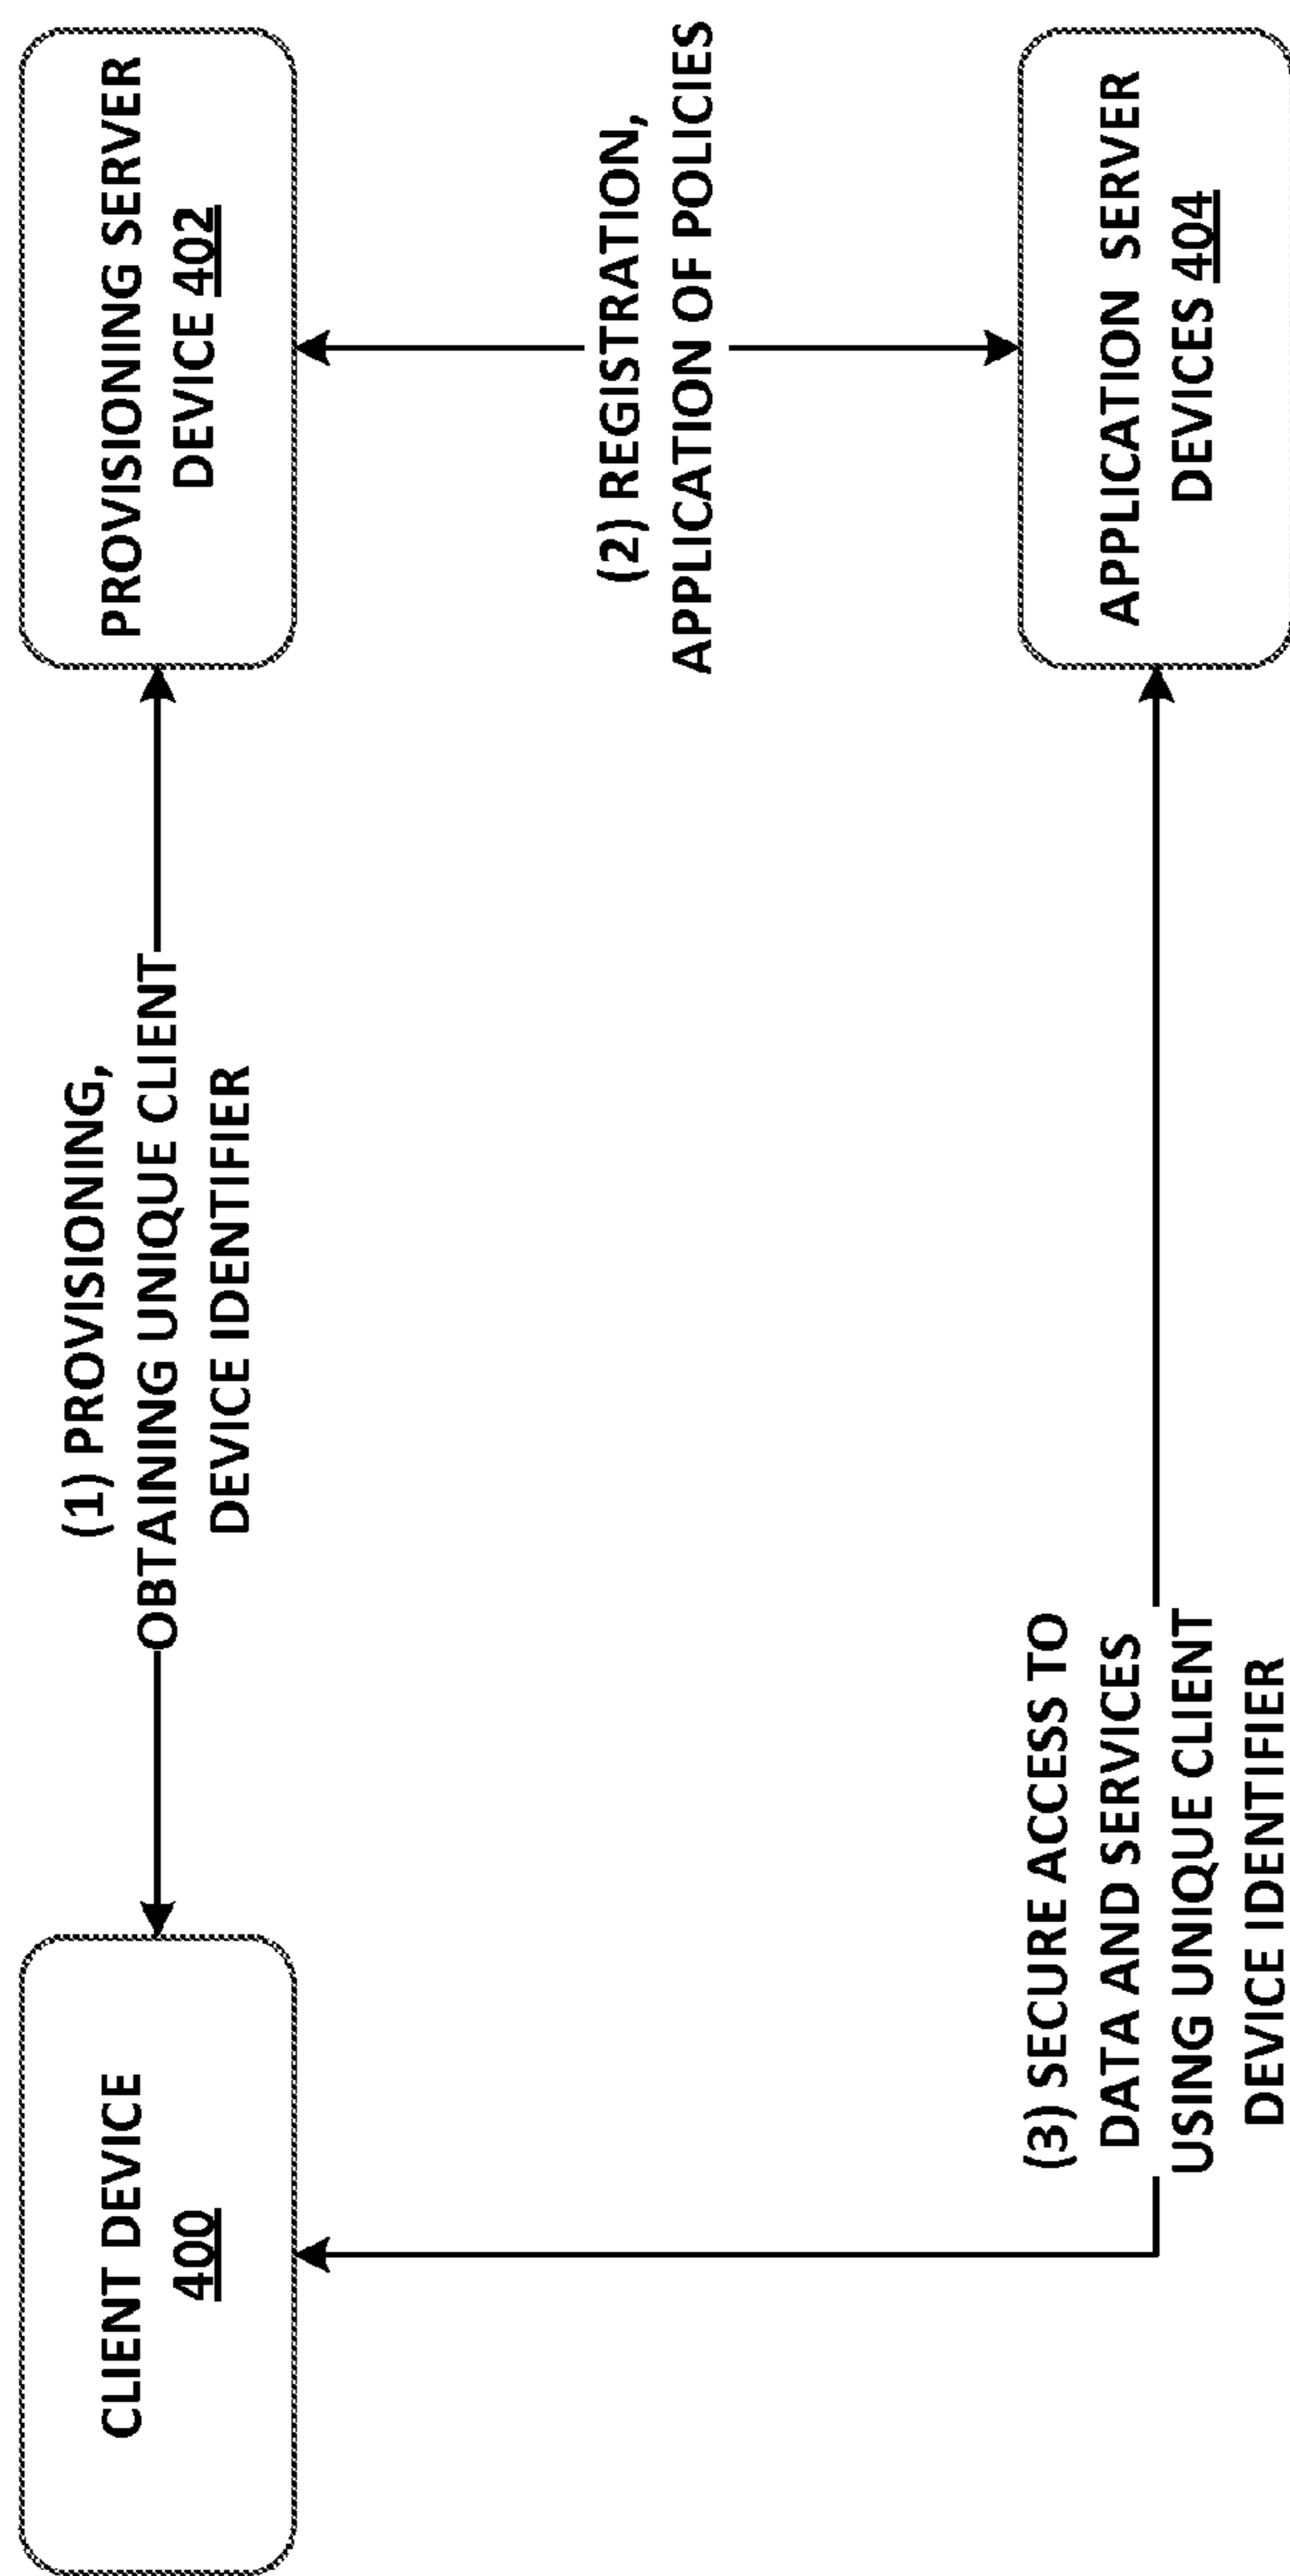 CLIENT DEVICE
400
(1) PROVISIONING,
OBTAINING UNIQUE CLIENT
DEVICE IDENTIFIER
PROVISIONING SERVER
DEVICE 402
(2) REGISTRATION,
APPLICATION OF POLICIES
(3) SECURE ACCESS TO
DATA AND SERVICES
USING UNIQUE CLIENT
DEVICE IDENTIFIER
APPLICATION SERVER
DEVICES 404